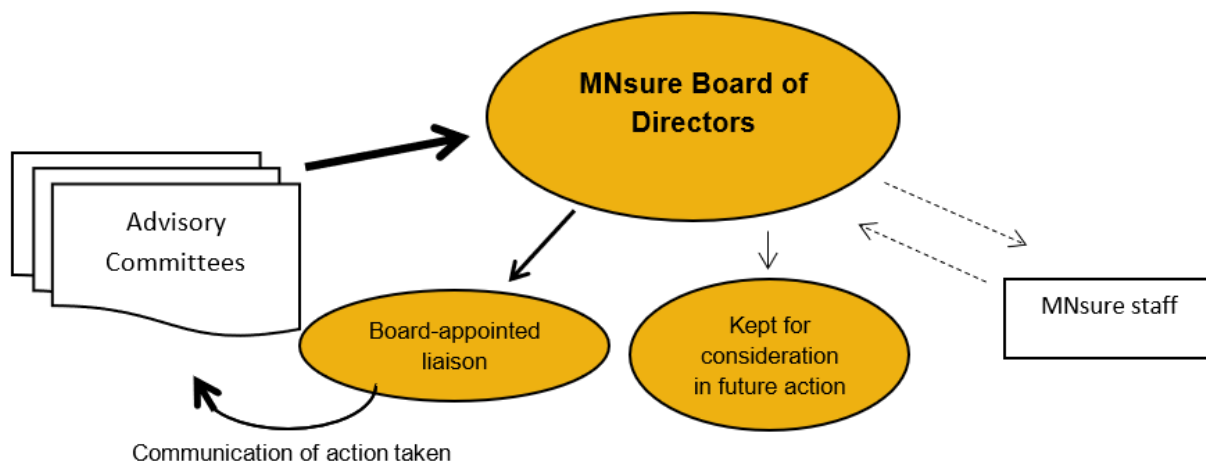 MNsure Board of
Directors
Advisory
Committees
MNsure staff
Board-appointed
liaison
Kept for
consideration
in future action
Communication of action taken